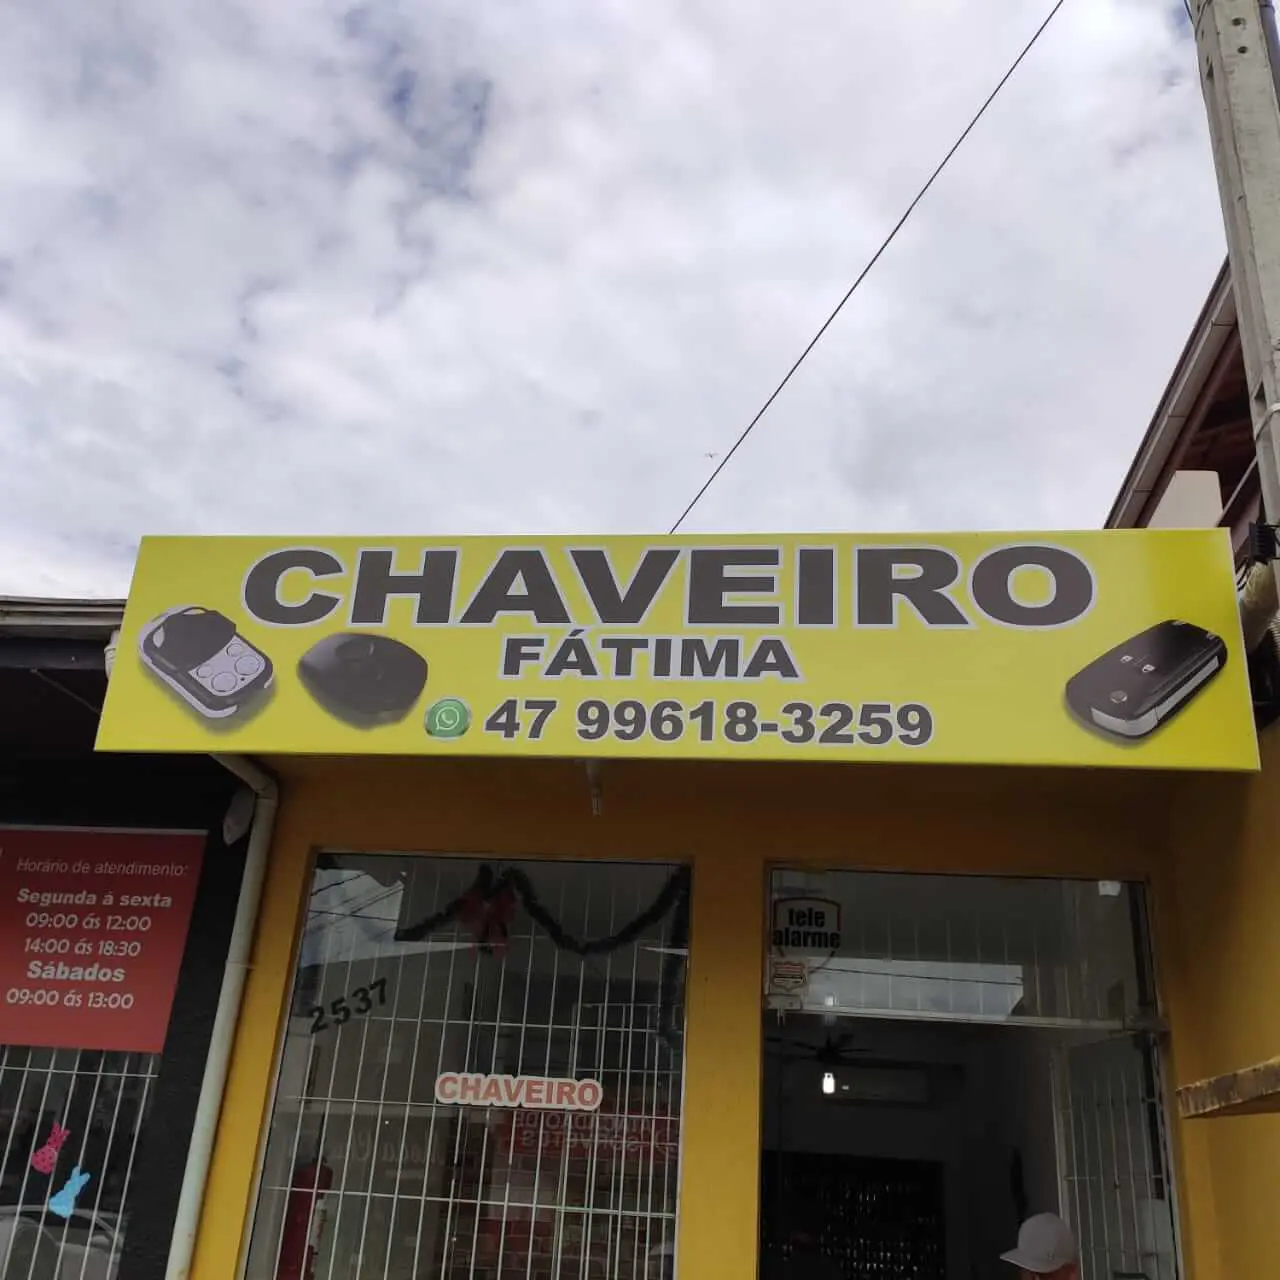 CHAVEIRO
FÁTIMA
47 99618-3259
Horário de atendimento:
Segunda á sexta
09:00 ás 12:00
14:00 ás 18:30
Sábados
09:00 ás 13:00
2537
CHAVEIRO
tele
alarme